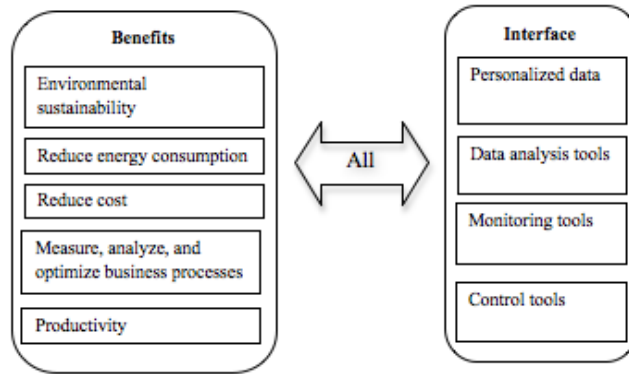 Benefits
Environmental
sustainability
Reduce energy consumption
Reduce cost
Measure, analyze, and
optimize business processes
Productivity
All
Interface
Personalized data
Data analysis tools
Monitoring tools
Control tools